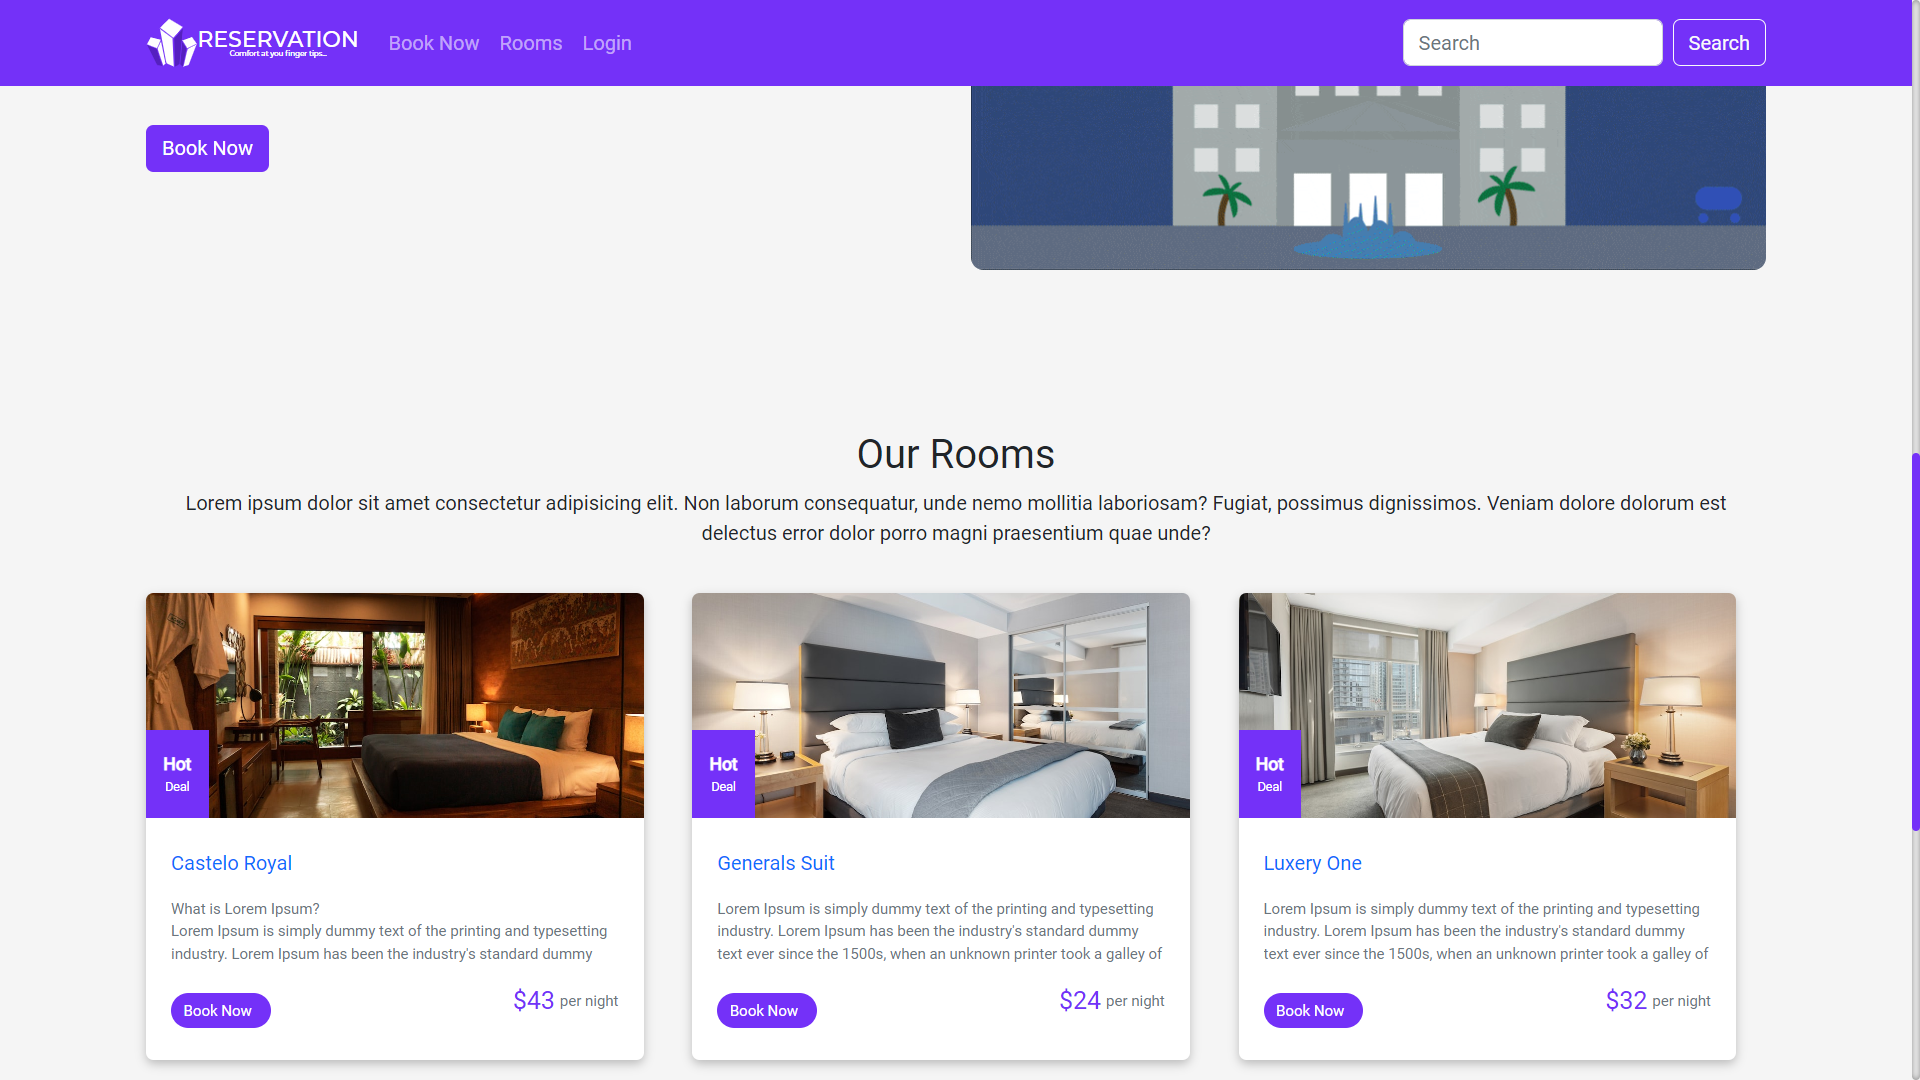 RESERVATION
Comfort at you finger tips...
Book Now
Rooms
Login
Search
Search
Book Now
Our Rooms
Lorem ipsum dolor sit amet consectetur adipisicing elit. Non laborum consequatur, unde nemo mollitia laboriosam? Fugiat, possimus dignissimos. Veniam dolore dolorum est
delectus error dolor porro magni praesentium quae unde?
Hot
Deal
Castelo Royal
What is Lorem Ipsum?
Lorem Ipsum is simply dummy text of the printing and typesetting
industry. Lorem Ipsum has been the industry's standard dummy
Book Now
$43 per night
Hot
Deal
Generals Suit
Lorem Ipsum is simply dummy text of the printing and typesetting
industry. Lorem Ipsum has been the industry's standard dummy
text ever since the 1500s, when an unknown printer took a galley of
Book Now
$24 per night
Hot
Deal
Luxery One
Lorem Ipsum is simply dummy text of the printing and typesetting
industry. Lorem Ipsum has been the industry's standard dummy
text ever since the 1500s, when an unknown printer took a galley of
Book Now
$32 per night